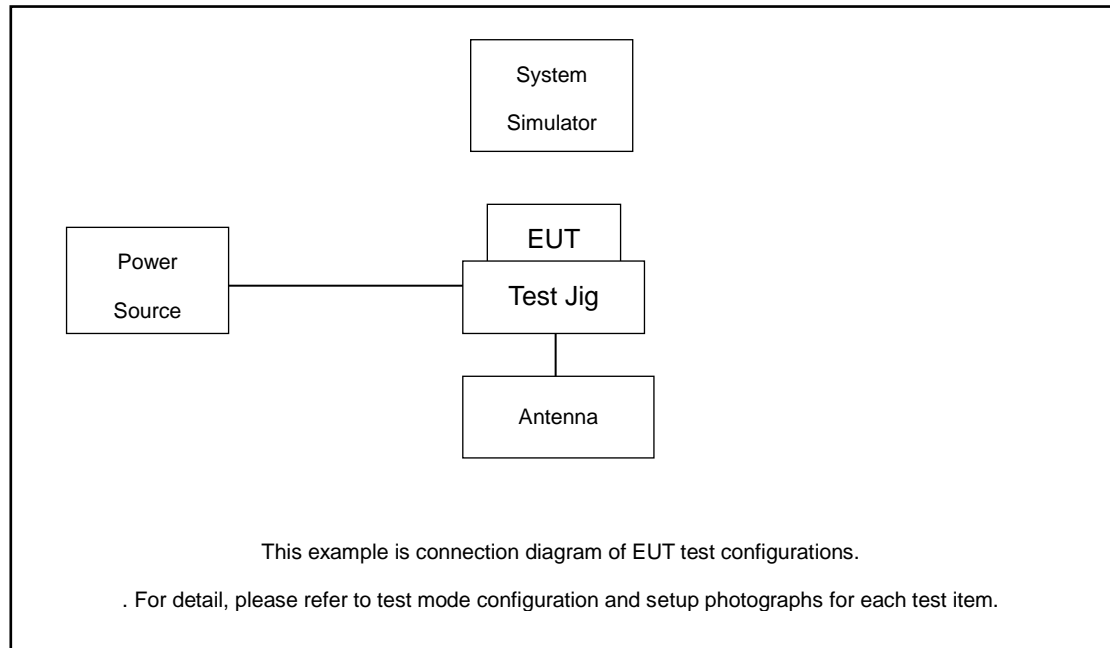 System
Simulator
EUT
Power
Source
Test Jig
Antenna
This example is connection diagram of EUT test configurations.
. For detail, please refer to test mode configuration and setup photographs for each test item.